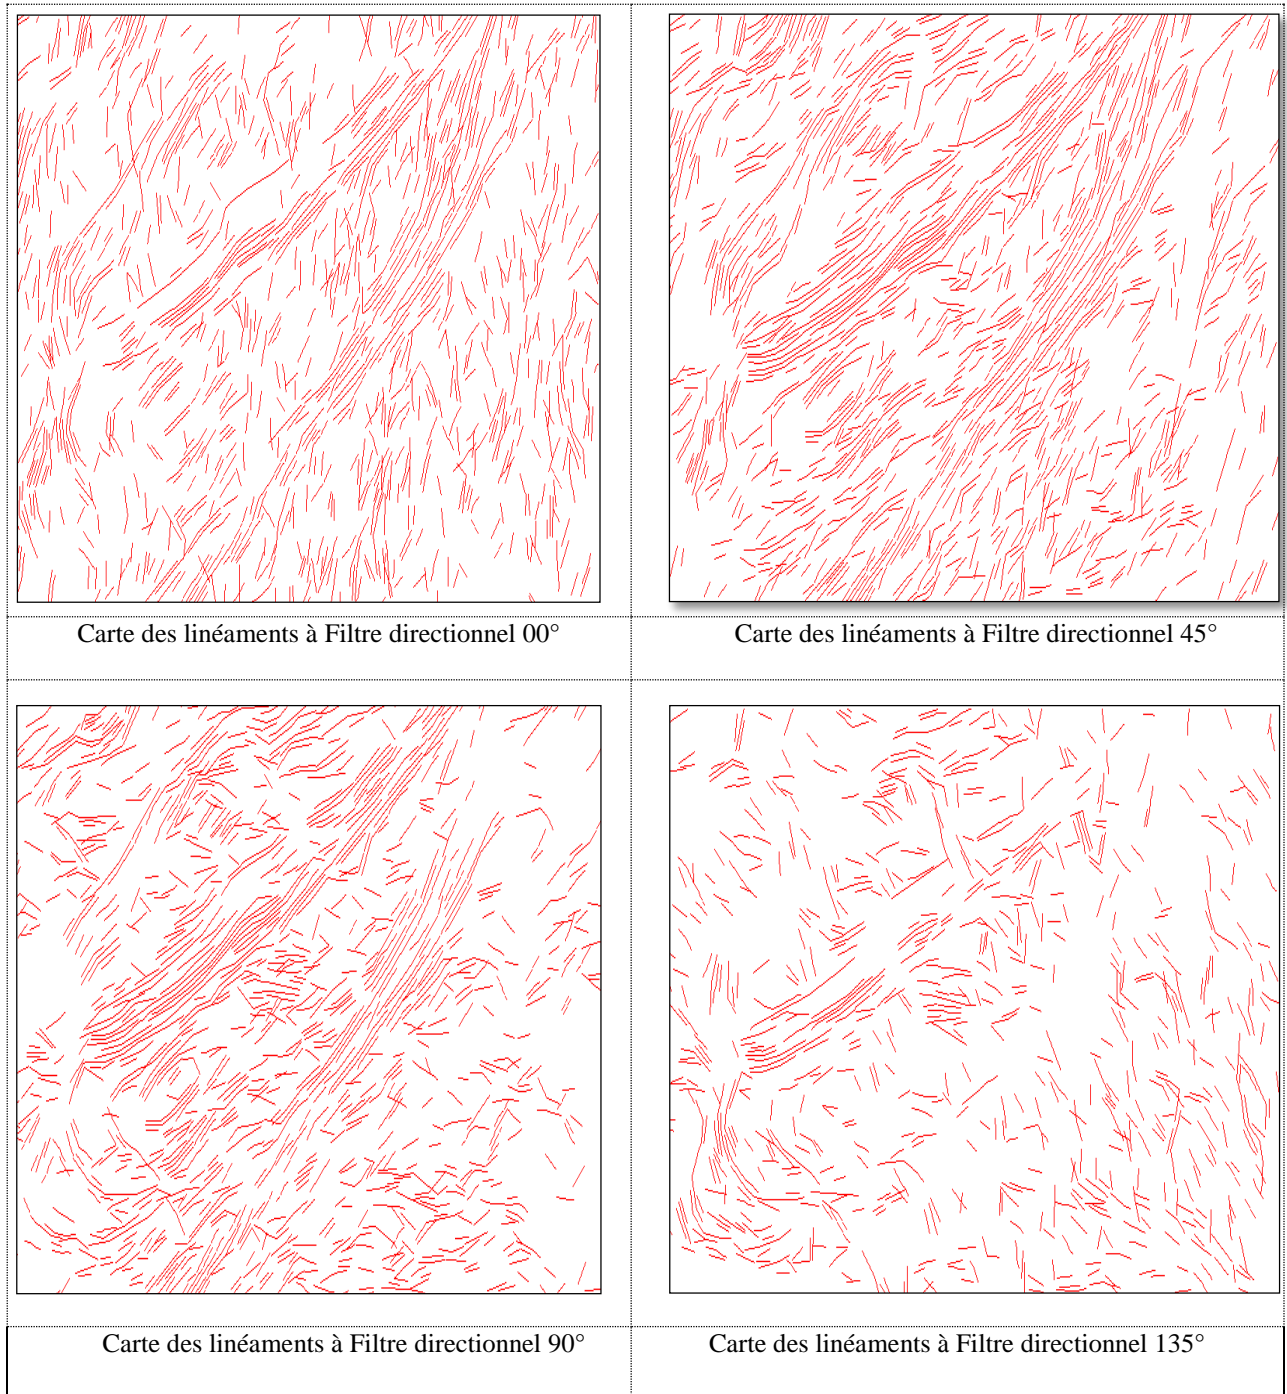 Carte des linéaments à Filtre directionnel 00°
Carte des linéaments à Filtre directionnel 45°
Carte des linéaments à Filtre directionnel 90°
Carte des linéaments à Filtre directionnel 135°